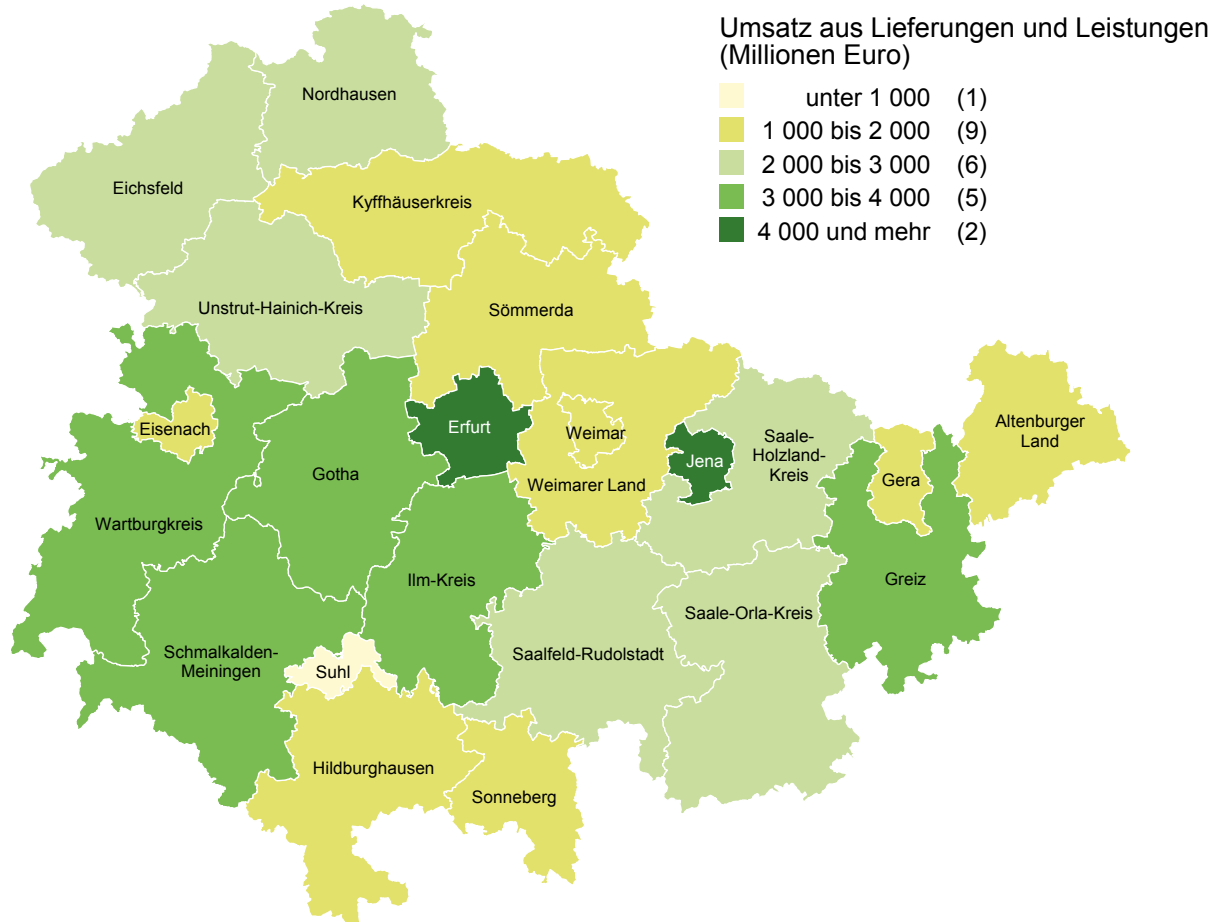 Umsatz aus Lieferungen und Leistungen
(Millionen Euro)
unter 1 000 (1)
1 000 bis 2 000 (9)
2 000 bis 3 000 (6)
3 000 bis 4 000 (5)
4 000 und mehr (2)
Nordhausen
Eichsfeld
Kyffhäuserkreis
Unstrut-Hainich-Kreis
Sömmerda
Eisenach
Erfurt
Weimar
Jena
Saale-
Holzland-
Kreis
Altenburger
Land
Gotha
Weimarer Land
Gera
Wartburgkreis
Ilm-Kreis
Greiz
Saale-Orla-Kreis
Schmalkalden-
Meiningen
Suhl
Saalfeld-Rudolstadt
Hildburghausen
Sonneberg